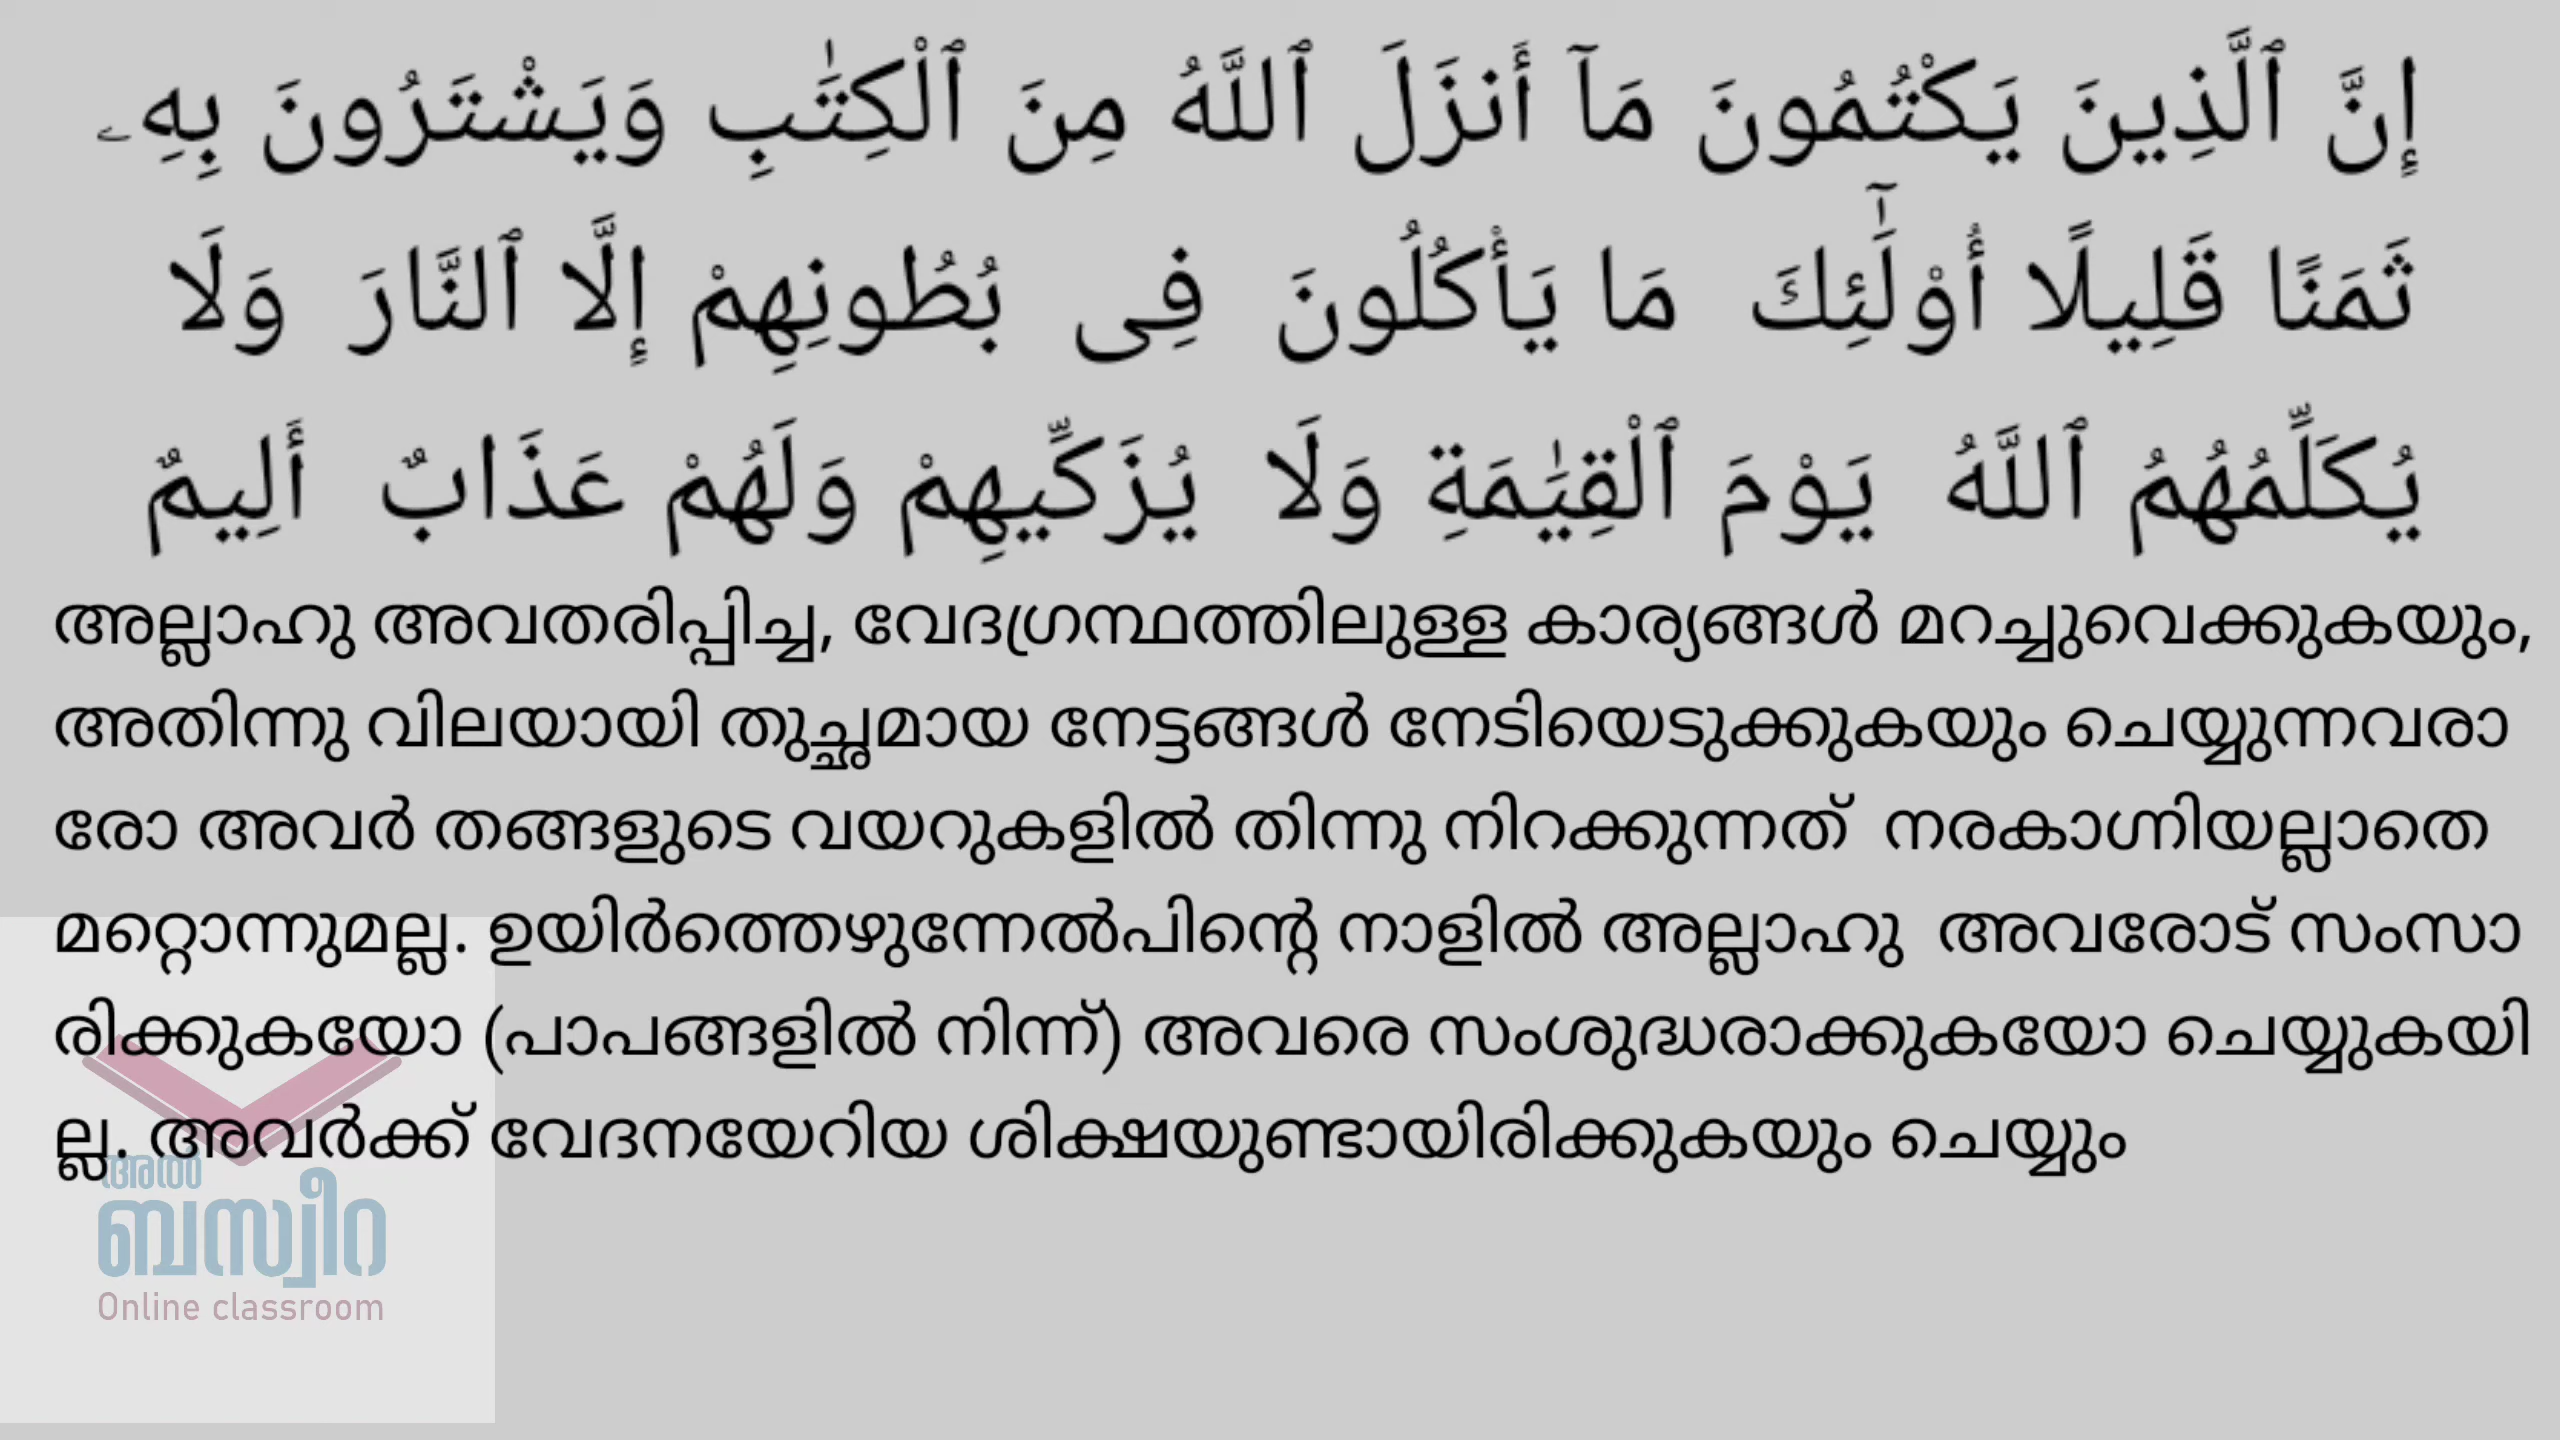 إِنَّ ٱلَّذِينَ يَكْتُمُونَ مَآ أَنزَلَ ٱللَّهُ مِنَ ٱلْكِتَٰبِ وَيَشْتَرُونَ بِهِۦ
ثَمَنًا قَلِيلًا أُوْلَٰٓئِكَ مَا يَأْكُلُونَ فِى بُطُونِهِمْ إِلَّا ٱلنَّارَ وَلَا
يُكَلِّمُهُمُ ٱللَّهُ يَوْمَ ٱلْقِيَٰمَةِ وَلَا يُزَكِّيهِمْ وَلَهُمْ عَذَابٌ أَلِيمٌ
അല്ലാഹു അവതരിപ്പിച്ച, വേദഗ്രന്ഥത്തിലുള്ള കാര്യങ്ങൾ മറച്ചുവെക്കുകയും,
അതിന്നു വിലയായി തുച്ഛമായ നേട്ടങ്ങൾ നേടിയെടുക്കുകയും ചെയ്യുന്നവരാ
രോ അവർ തങ്ങളുടെ വയറുകളിൽ തിന്നു നിറക്കുന്നത് നരകാഗ്നിയല്ലാതെ
മറ്റൊന്നുമല്ല. ഉയിർത്തെഴുന്നേൽപിന്റെ നാളിൽ അല്ലാഹു അവരോട് സംസാ
രിക്കുകയോ (പാപങ്ങളിൽ നിന്ന്) അവരെ സംശുദ്ധരാക്കുകയോ ചെയ്യുകയി
ല്ല. അവർക്ക് വേദനയേറിയ ശിക്ഷയുണ്ടായിരിക്കുകയും ചെയ്യും
അൽ
ബസ്വീറ
Online classroom